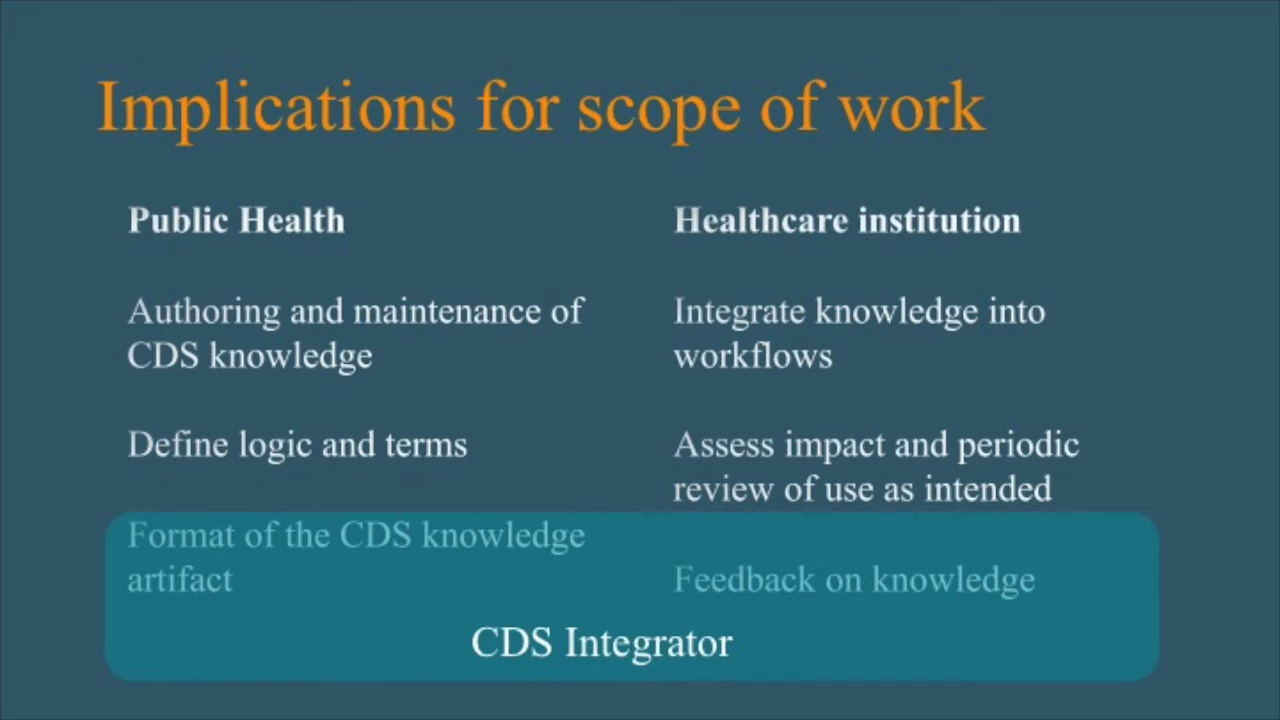 Implications for scope of work
Public Health
Authoring and maintenance of
CDS knowledge
Define logic and terms
Format of the CDS knowledge
artifact
Healthcare institution
Integrate knowledge into
workflows
Assess impact and periodic
review of use as intended
Feedback on knowledge
CDS Integrator